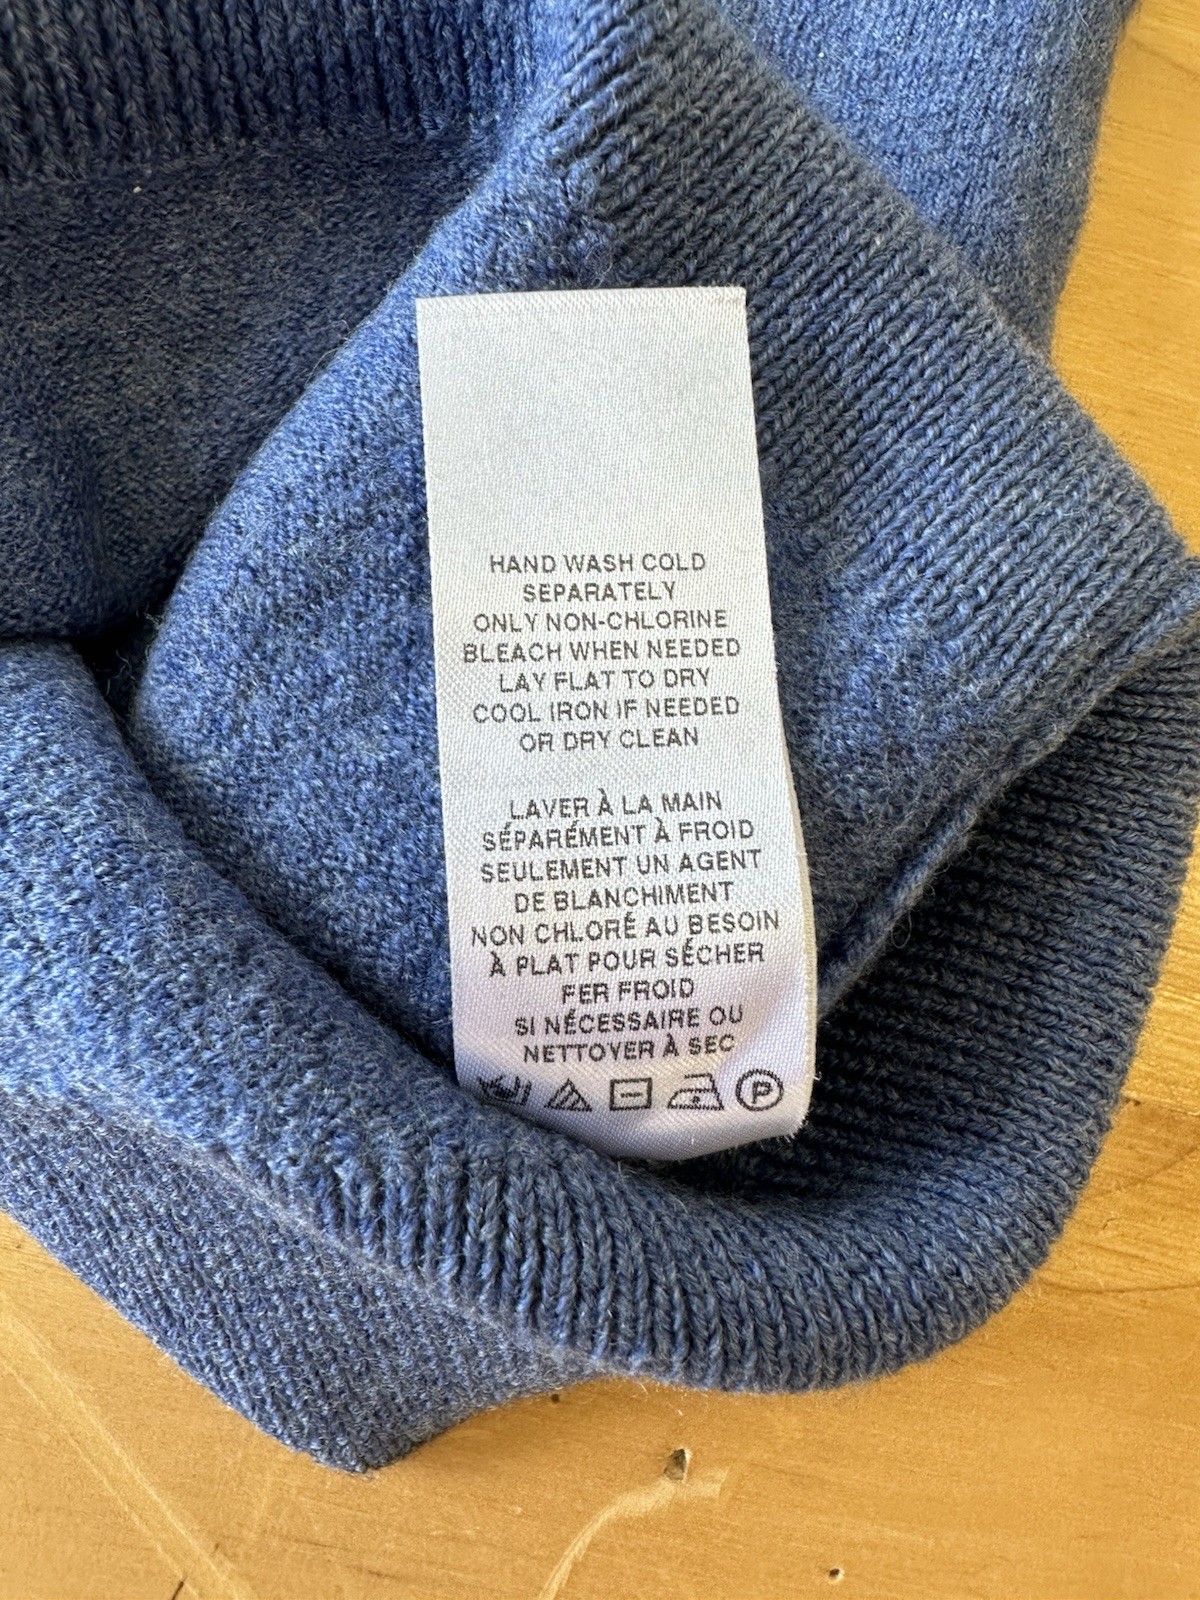 HAND WASH COLD
SEPARATELY
ONLY NON-CHLORINE
BLEACH WHEN NEEDED
LAY FLAT TO DRY
COOL IRON IF NEEDED
OR DRY CLEAN
LAVER À LA MAIN
SÉPARÉMENT À FROID
SEULEMENT UN AGENT
DE BLANCHIMENT
NON CHLORÉ AU BESOIN
À PLAT POUR SÉCHER
FER FROID
SI NÉCESSAIRE OU
NETTOYER À SEC
P